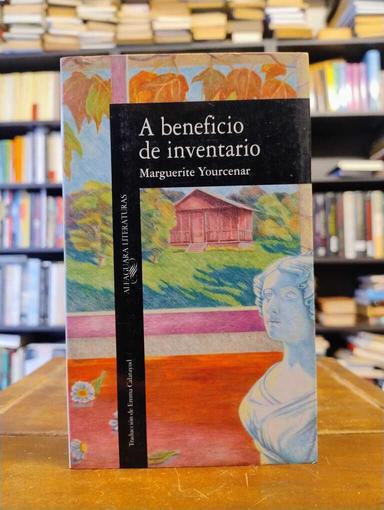 A beneficio
de inventario
Marguerite Yourcenar
ALFAGUARA LITERATURAS
Traducción de Emma Calatayud